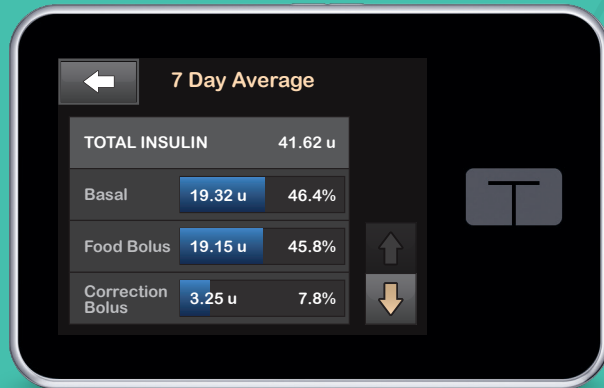 7 Day Average
TOTAL INSULIN 41.62 u
Basal 19.32 u 46.4%
Food Bolus 19.15 u 45.8%
Correction
Bolus 3.25 u 7.8%